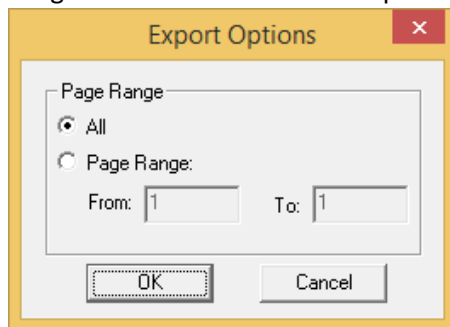 Export Options
Page Range
All
Page Range:
From: 1 To: 1
OK Cancel